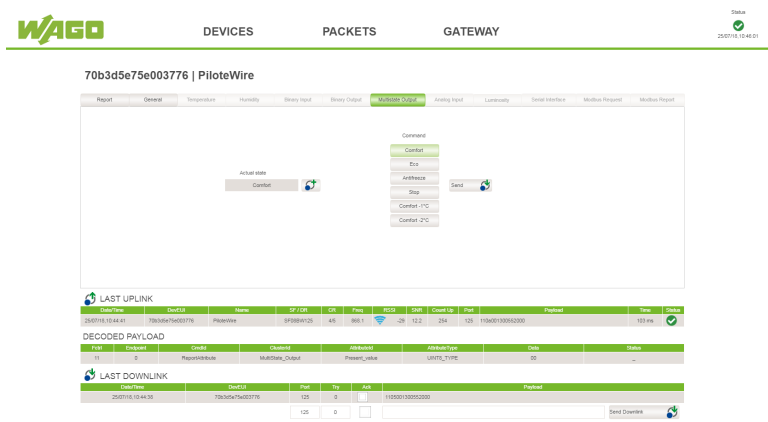 Status
WAGO
DEVICES PACKETS GATEWAY
25/07/18,10:46:01
70b3d5e75e003776 | PiloteWire
Report General Temperature Humidity Binary Input Binary Output Multistate Output Analog Input Luminosity Serial Interface Modbus Request Modbus Report
Command
Comfort
Eco
Actual state
Antifreeze
Comfort
Send
Stop
Comfort -1°C
Comfort -2°C
LAST UPLINK
Date/Time DevEUI Name SF / DR CR Freq RSSI SNR Count Up Port Payload Time Status
25/07/18,10:44:41 70b3d5e75e003776 PiloteWire SF08BW125 4/5 868.1 -29 12.2 254 125 110a001300552000 103 ms
DECODED PAYLOAD
Fctrl Endpoint CmdId ClusterId AttributeId AttributeType Data Status
11 0 ReportAttribute MultiState_Output Present_value UINT8_TYPE 00 _
LAST DOWNLINK
Date/Time DevEUI Port Try Ack Payload
25/07/18,10:44:36 70b3d5e75e003776 125 0 1105001300552000
125 0 Send Downlink